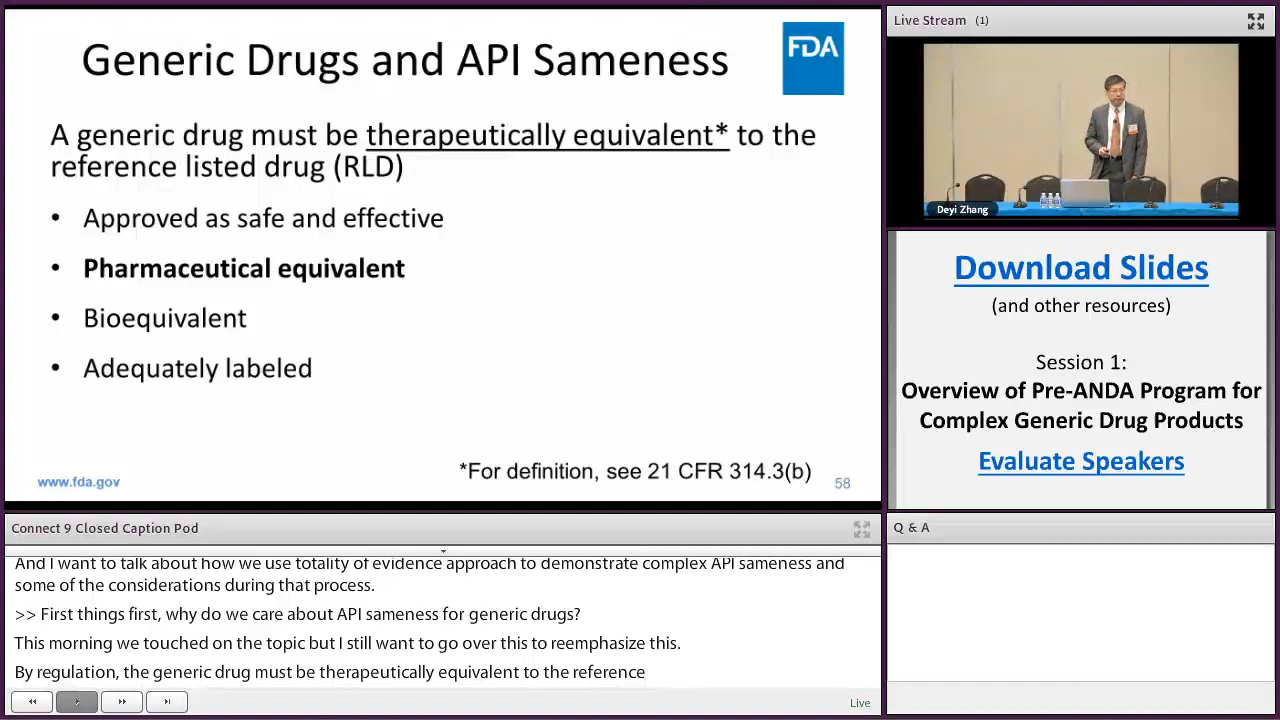 Generic Drugs and API Sameness
FDA
A generic drug must be therapeutically equivalent* to the
reference listed drug (RLD)
• Approved as safe and effective
• Pharmaceutical equivalent
• Bioequivalent
• Adequately labeled
*For definition, see 21 CFR 314.3(b)
www.fda.gov
58
Live Stream (1)
Deyi Zhang
Download Slides
(and other resources)
Session 1:
Overview of Pre-ANDA Program for
Complex Generic Drug Products
Evaluate Speakers
Connect 9 Closed Caption Pod
And I want to talk about how we use totality of evidence approach to demonstrate complex API sameness and
some of the considerations during that process.
>> First things first, why do we care about API sameness for generic drugs?
This morning we touched on the topic but I still want to go over this to reemphasize this.
By regulation, the generic drug must be therapeutically equivalent to the reference
Live
Q & A